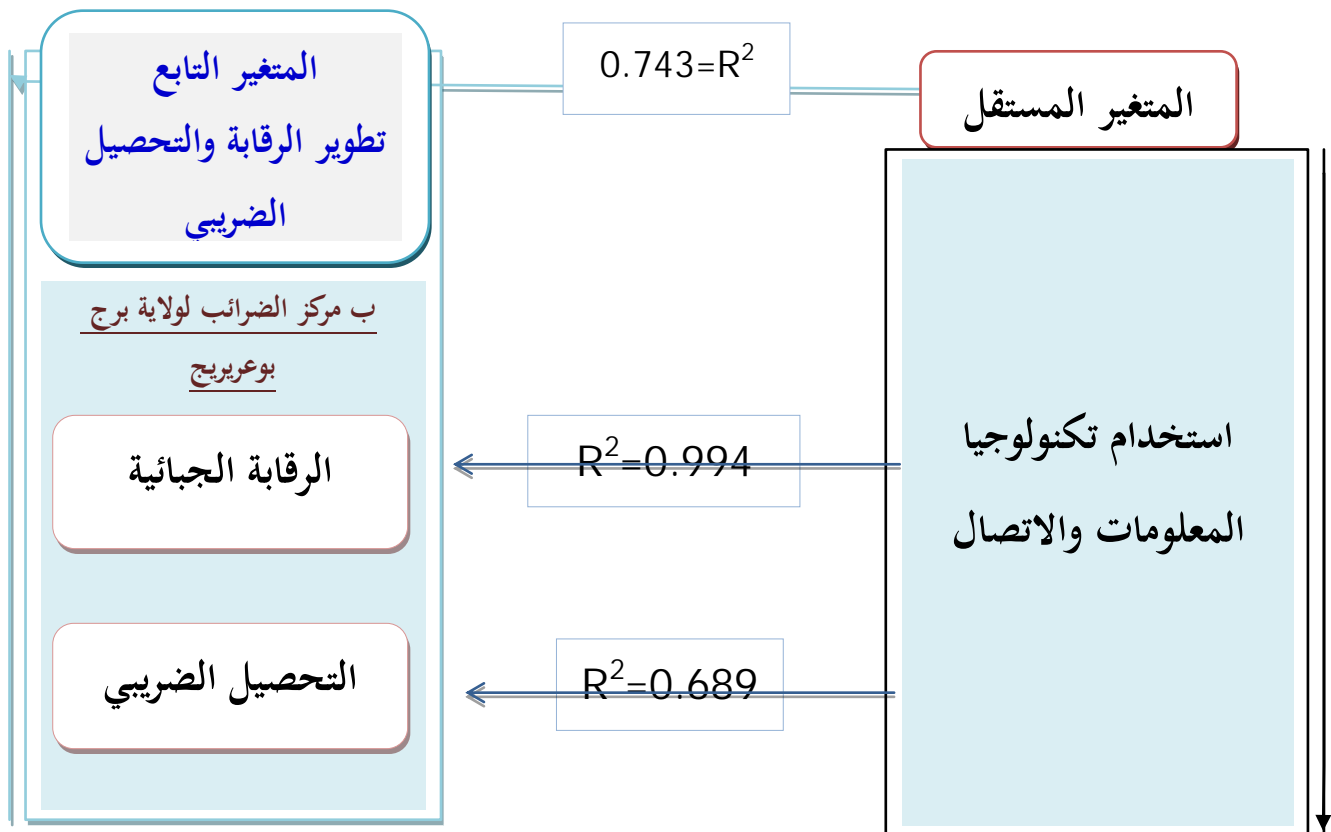 المتغير المستقل
استخدام تكنولوجيا
المعلومات والاتصال
0.743=R²
R²=0.994
R²=0.689
المتغير التابع
تطوير الرقابة والتحصيل
الضريبي
ب مركز الضرائب لولاية برج
بوعريريج
الرقابة الجبائية
التحصيل الضريبي